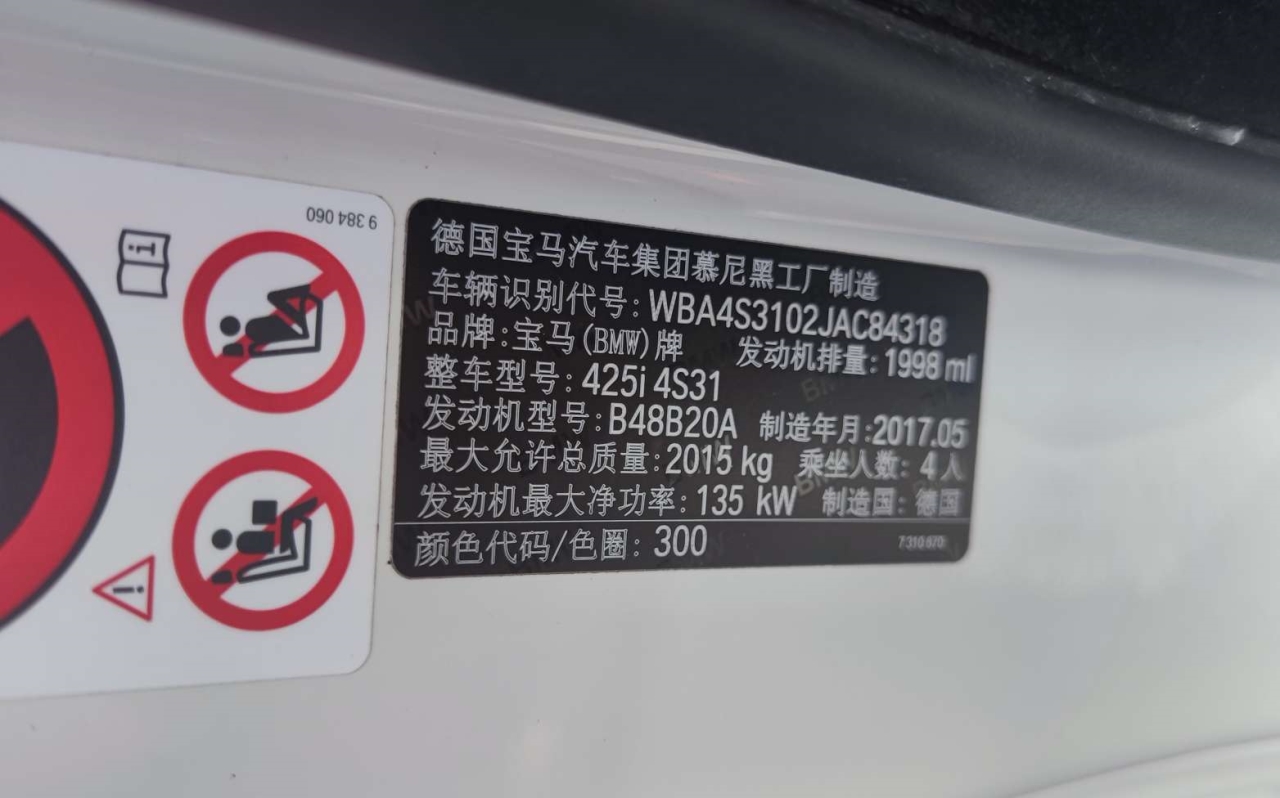 9 384 060
德国宝马汽车集团慕尼黑工厂制造
车辆识别代号: WBA4S3102JAC84318
品牌: 宝马(BMW)牌 发动机排量: 1998 ml
整车型号: 425i 4S31
发动机型号: B48B20A 制造年月: 2017.05
最大允许总质量: 2015 kg 乘坐人数: 4人
发动机最大净功率: 135 kW 制造国: 德国
颜色代码/色圈: 300 7 310 670